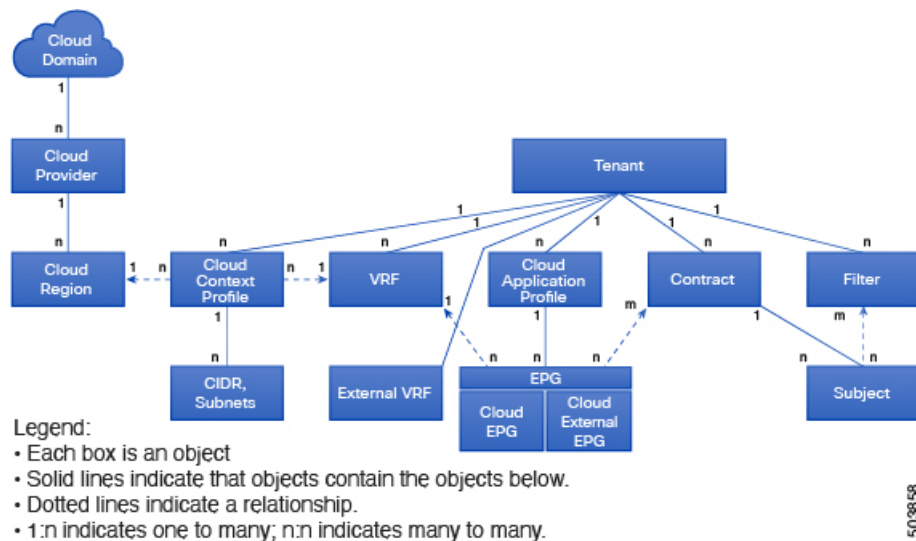 Cloud
Domain
1
n
Cloud
Provider
Tenant
1
1
1
1
1
1
n
n
n
n
n
n
Cloud
Region
1
n
Cloud
Context
Profile
n
1
VRF
Cloud
Application
Profile
Contract
Filter
1
1
1
m
1
m
n
n
n
n
n
n
CIDR,
Subnets
External VRF
EPG
Cloud
EPG
Cloud
External
EPG
Subject
Legend:
• Each box is an object
• Solid lines indicate that objects contain the objects below.
• Dotted lines indicate a relationship.
• 1:n indicates one to many; n:n indicates many to many.
503858